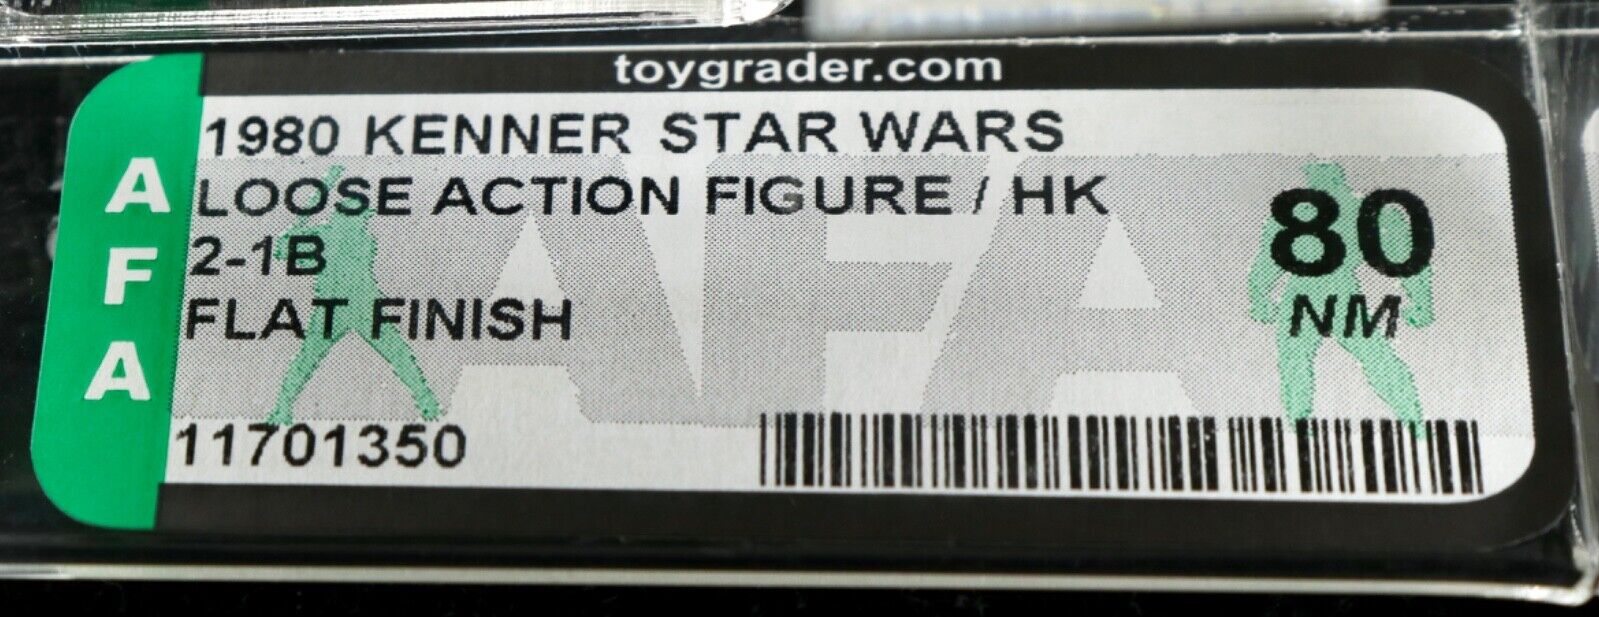 toygrader.com
AFA
1980 KENNER STAR WARS
LOOSE ACTION FIGURE / HK
2-1B
FLAT FINISH
80
NM
11701350
AFA